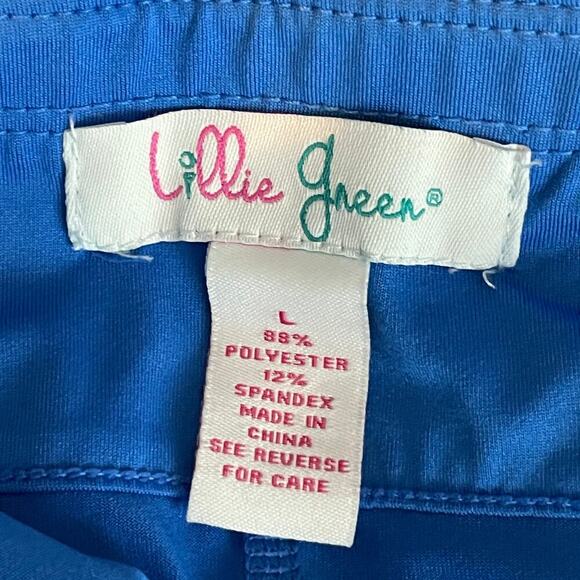 Lillie green®
L
88%
POLYESTER
12%
SPANDEX
MADE IN
CHINA
SEE REVERSE
FOR CARE